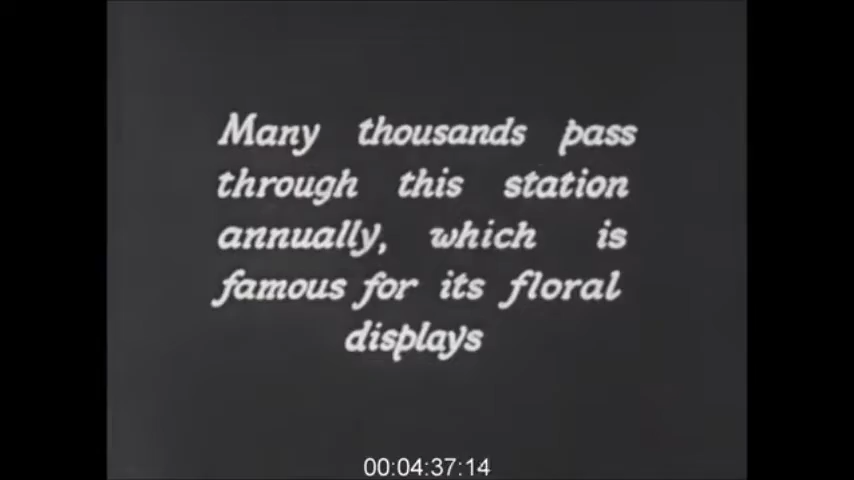 Many thousands pass
through this station
annually, which is
famous for its floral
displays
00:04:37:14